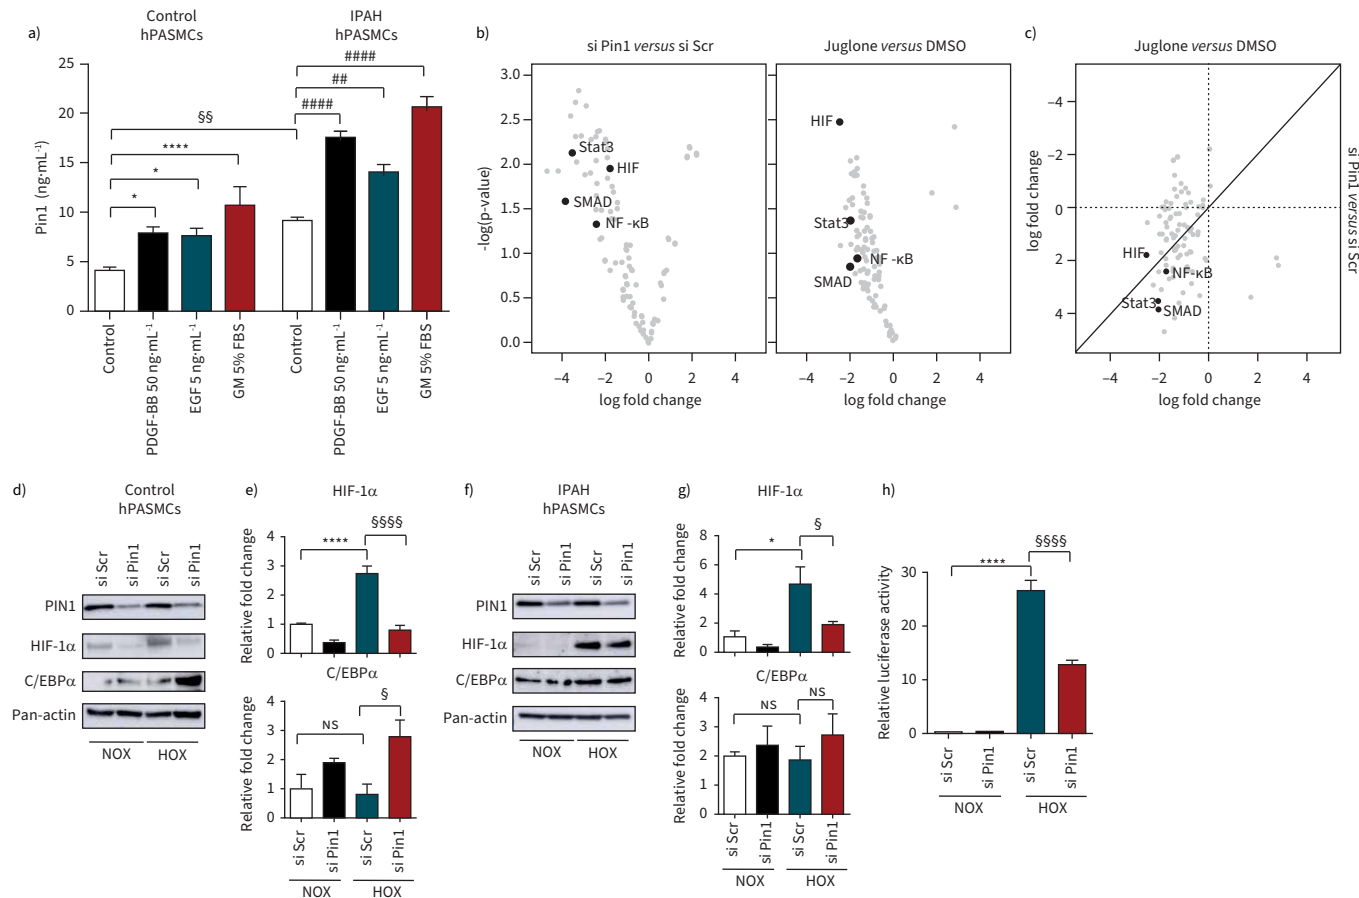 a)
Control
hPASMCs
IPAH
hPASMCs
25
20
15
10
5
0
Pin1 (ng·mL-1)
*
*
****
§§
####
##
####
Control
PDGF-BB 50 ng·mL-1
EGF 5 ng·mL-1
GM 5% FBS
Control
PDGF-BB 50 ng·mL-1
EGF 5 ng·mL-1
GM 5% FBS
b)
si Pin1 versus si Scr
Juglone versus DMSO
3.0
2.5
2.0
1.5
1.0
0.5
0.0
-log(p-value)
Stat3
HIF
SMAD
NF -κB
HIF
Stat3
NF -κB
SMAD
–4 –2 0 2 4
log fold change
–4 –2 0 2 4
log fold change
c)
Juglone versus DMSO
–4
–2
0
2
4
log fold change
si Pin1 versus si Scr
HIF
NF-κB
Stat3
SMAD
–4 –2 0 2 4
log fold change
d)
Control
hPASMCs
si Scr
si Pin1
si Scr
si Pin1
PIN1
HIF-1α
C/EBPα
Pan-actin
NOX HOX
e)
HIF-1α
Relative fold change
4
3
2
1
0
****
§§§§
C/EBPα
Relative fold change
4
3
2
1
0
NS
§
si Scr
si Pin1
si Scr
si Pin1
NOX HOX
f)
IPAH
hPASMCs
si Scr
si Pin1
si Scr
si Pin1
PIN1
HIF-1α
C/EBPα
Pan-actin
NOX HOX
g)
HIF-1α
Relative fold change
8
6
4
2
0
*
§
C/EBPα
Relative fold change
4
3
2
1
0
NS
NS
si Scr
si Pin1
si Scr
si Pin1
NOX HOX
h)
Relative luciferase activity
30
20
10
0
****
§§§§
si Scr
si Pin1
si Scr
si Pin1
NOX HOX